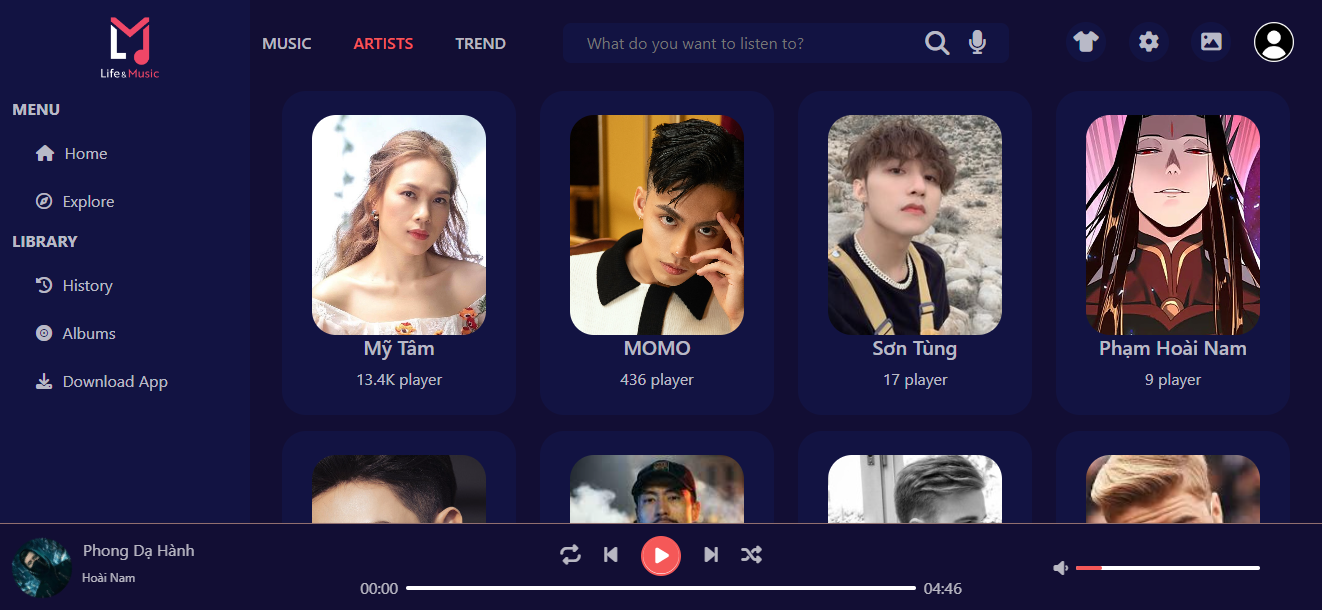 Life&Music
MUSIC
ARTISTS
TREND
What do you want to listen to?
MENU
Home
Explore
LIBRARY
History
Albums
Download App
Mỹ Tâm
13.4K player
MOMO
436 player
Sơn Tùng
17 player
Phạm Hoài Nam
9 player
Phong Dạ Hành
Hoài Nam
00:00
04:46